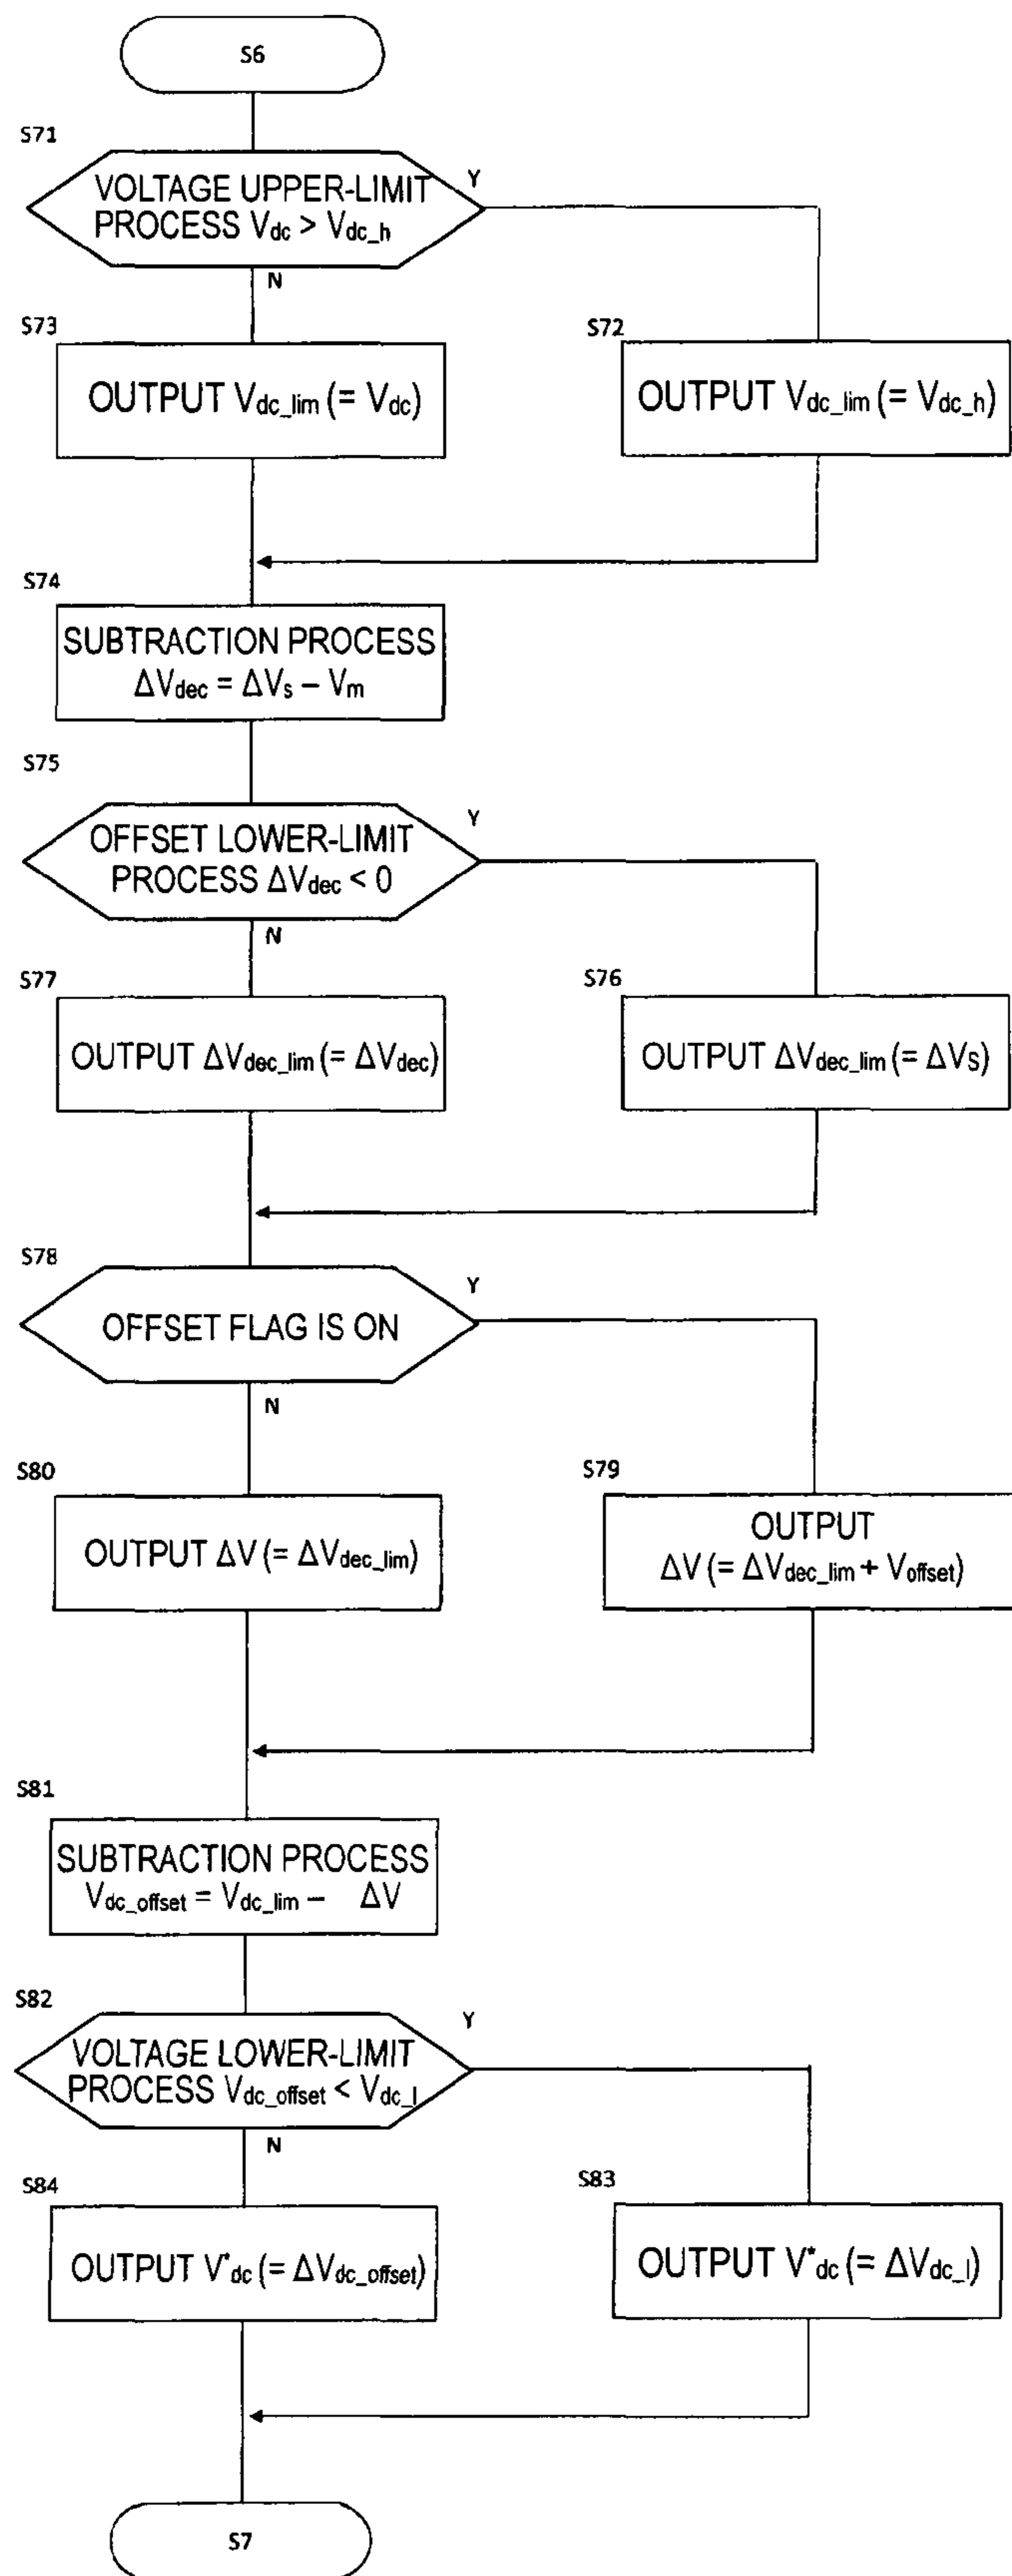 S6
S71
VOLTAGE UPPER-LIMIT
PROCESS Vdc > Vdc_h
Y
N
S73
OUTPUT Vdc_lim (= Vdc)
S72
OUTPUT Vdc_lim (= Vdc_h)
S74
SUBTRACTION PROCESS
ΔVdec = ΔVs − Vm
S75
OFFSET LOWER-LIMIT
PROCESS ΔVdec < 0
Y
N
S77
OUTPUT ΔVdec_lim (= ΔVdec)
S76
OUTPUT ΔVdec_lim (= ΔVS)
S78
OFFSET FLAG IS ON
Y
N
S80
OUTPUT ΔV (= ΔVdec_lim)
S79
OUTPUT
ΔV (= ΔVdec_lim + Voffset)
S81
SUBTRACTION PROCESS
Vdc_offset = Vdc_lim − ΔV
S82
VOLTAGE LOWER-LIMIT
PROCESS Vdc_offset < Vdc_l
Y
N
S84
OUTPUT V*dc (= ΔVdc_offset)
S83
OUTPUT V*dc (= ΔVdc_l)
S7